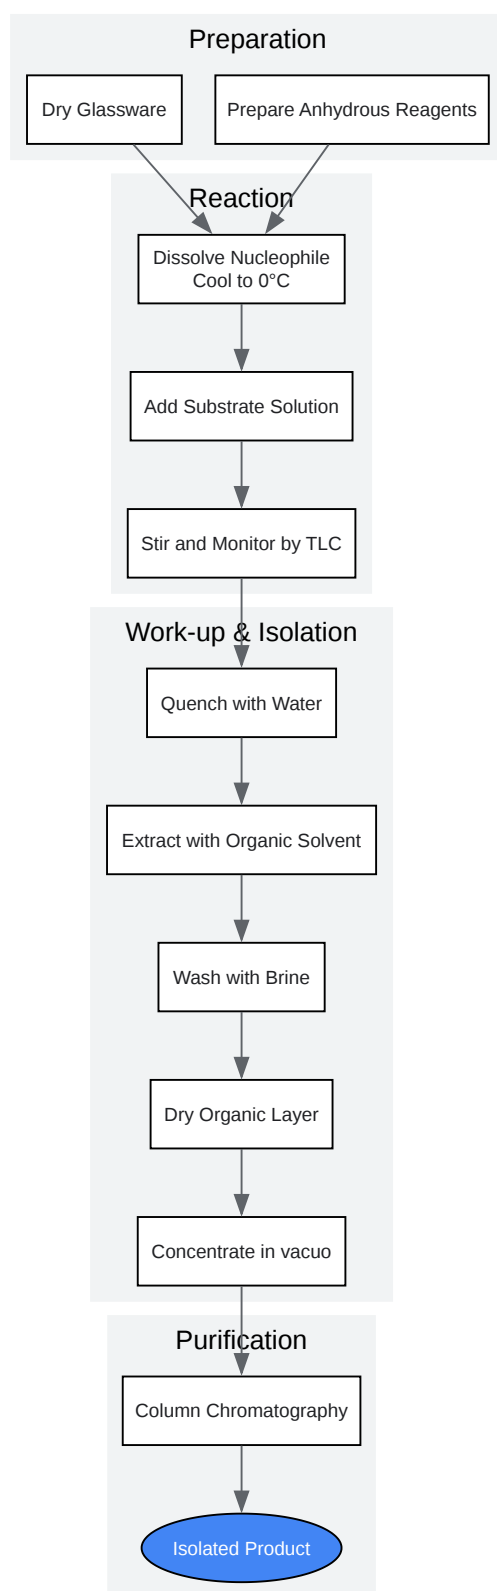 Preparation
Dry Glassware
Prepare Anhydrous Reagents
Reaction
Dissolve Nucleophile
Cool to 0°C
Add Substrate Solution
Stir and Monitor by TLC
Work-up & Isolation
Quench with Water
Extract with Organic Solvent
Wash with Brine
Dry Organic Layer
Concentrate in vacuo
Purification
Column Chromatography
Isolated Product